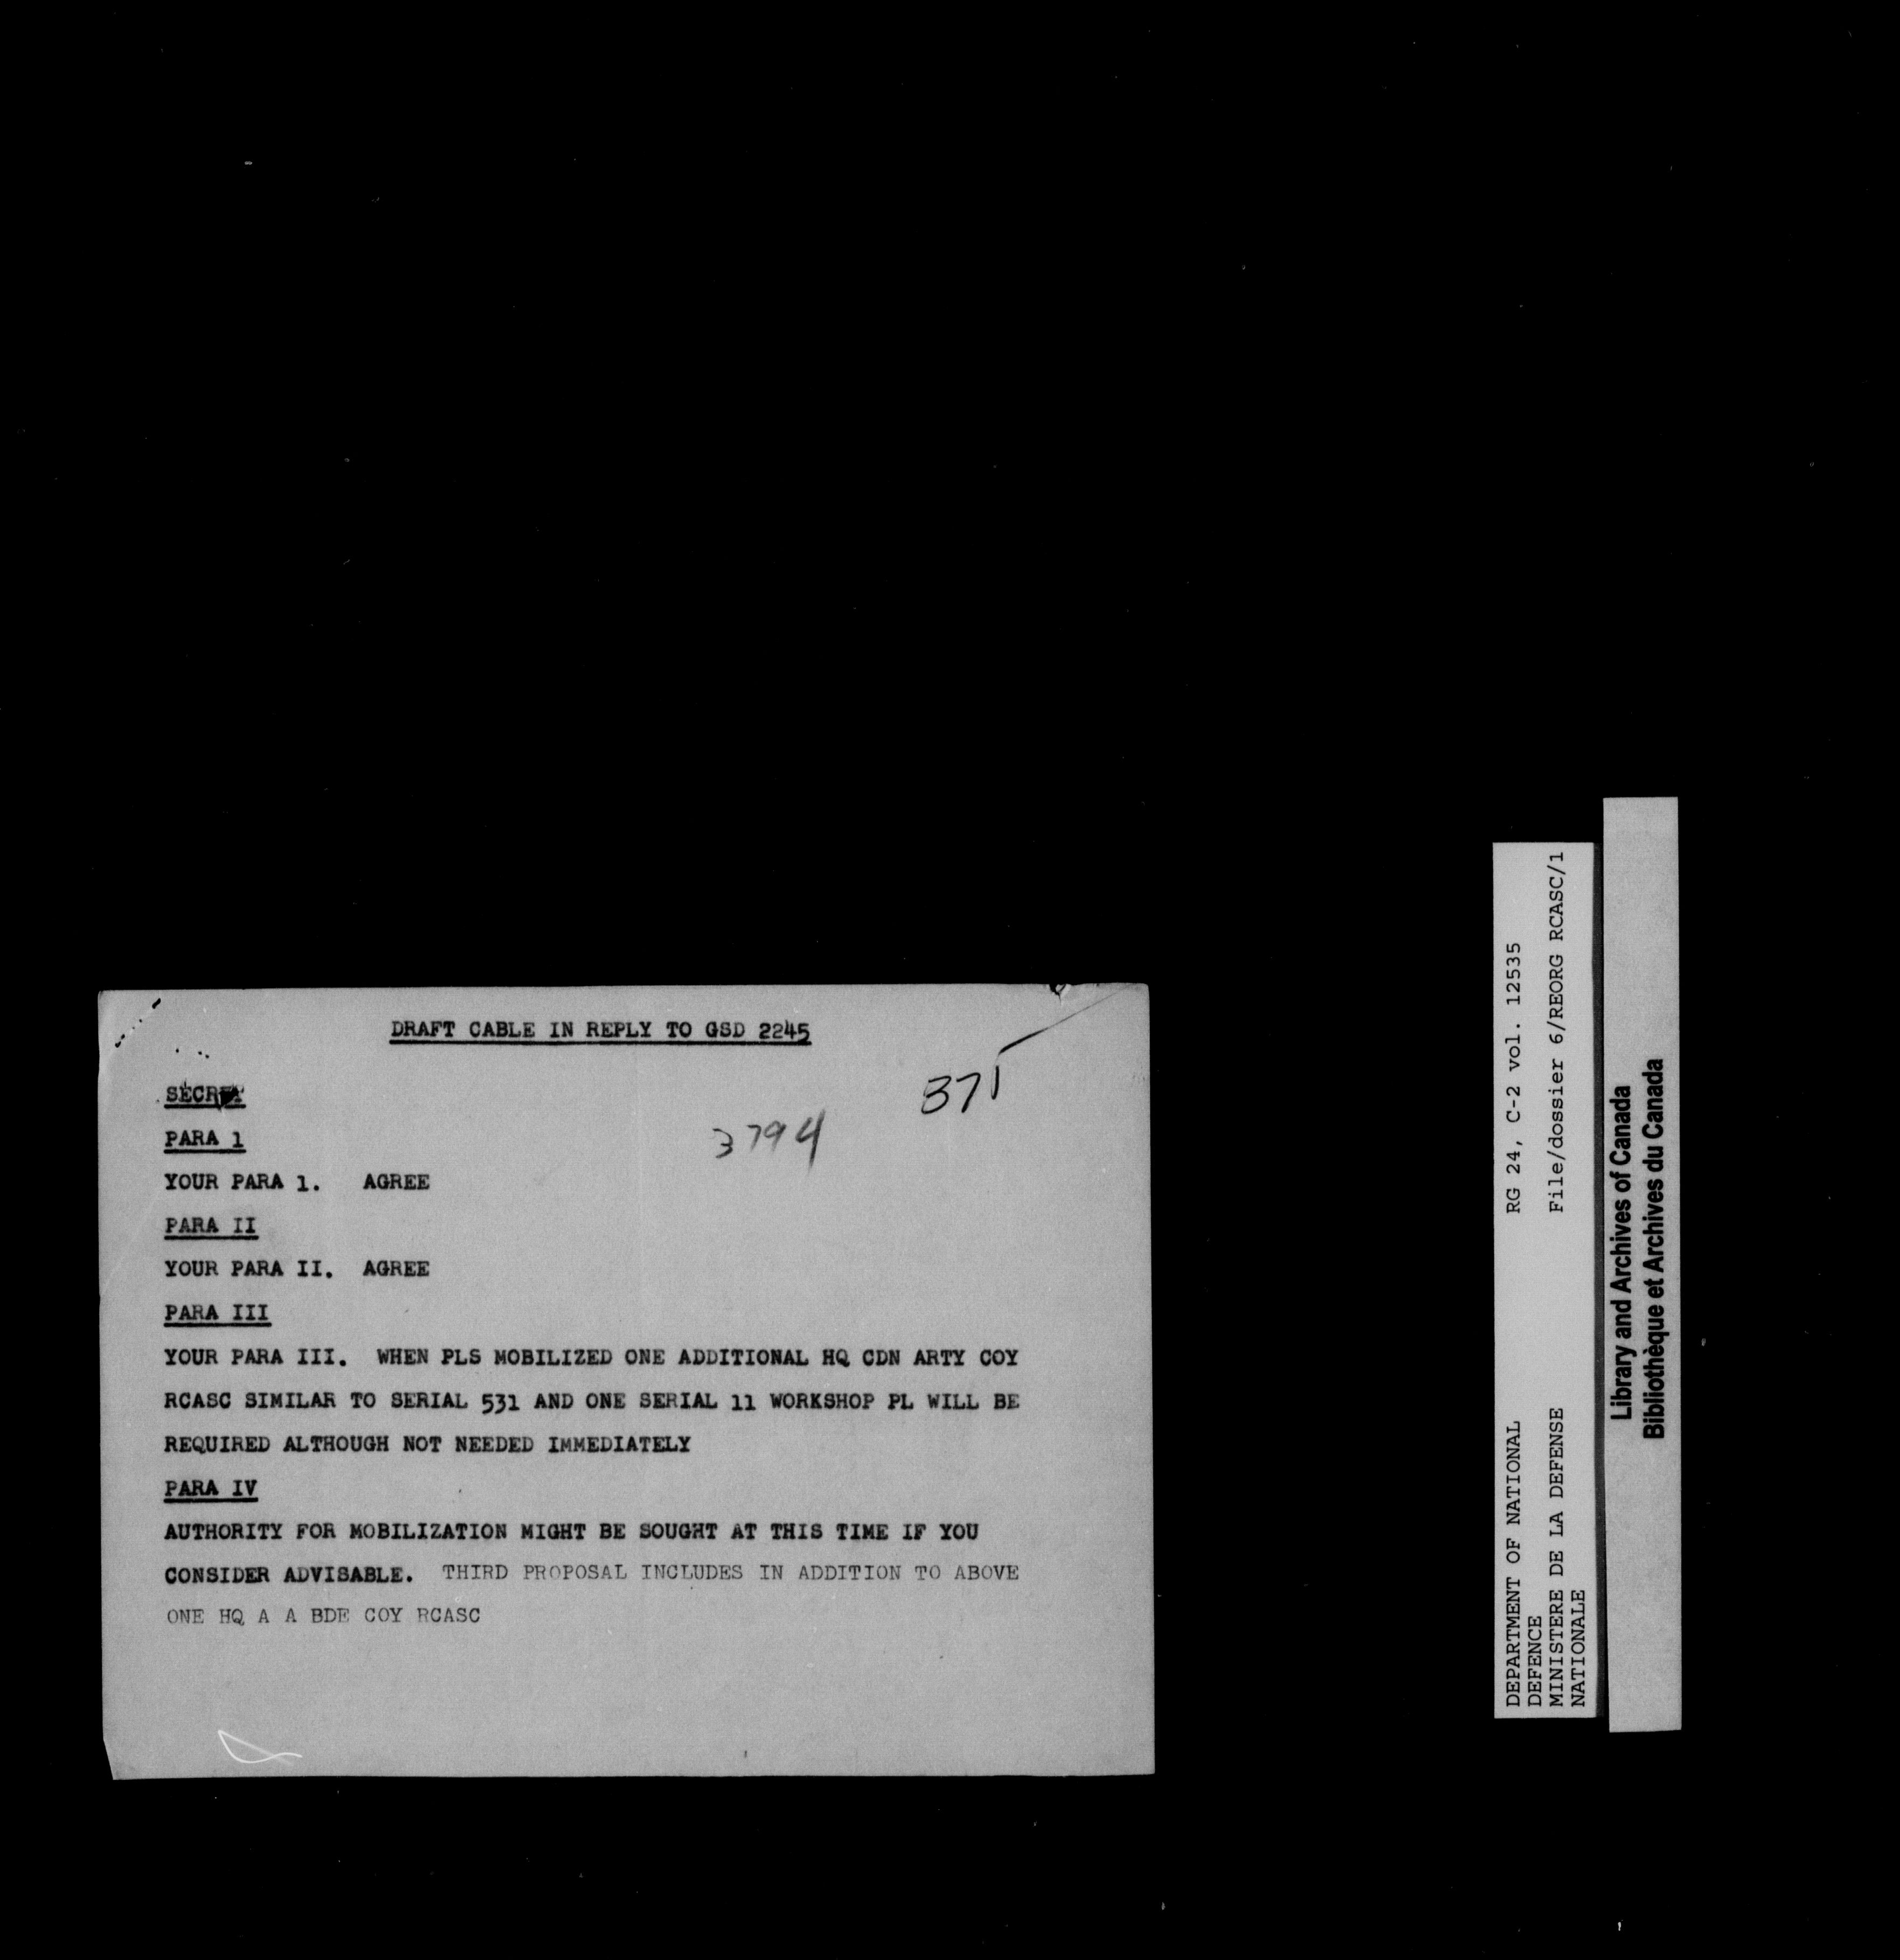 DRAFT CABLE IN REPLY TO GSD 2245
SECRET
375
PARA 1
3794
YOUR PARA 1. AGREE
PARA II
YOUR PARA II. AGREE
PARA III
YOUR PARA III. WHEN PLS MOBILIZED ONE ADDITIONAL HQ CDN ARTY COY
RCASC SIMILAR TO SERIAL 531 AND ONE SERIAL 11 WORKSHOP PL WILL BE
REQUIRED ALTHOUGH NOT NEEDED IMMEDIATELY
PARA IV
AUTHORITY FOR MOBILIZATION MIGHT BE SOUGHT AT THIS TIME IF YOU
CONSIDER ADVISABLE. THIRD PROPOSAL INCLUDES IN ADDITION TO ABOVE
ONE HQ A A BDE COY RCASC
DEPARTMENT OF NATIONAL RG 24, C-2 vol. 12535
DEFENCE
MINISTERE DE LA DEFENSE File/dossier 6/REORG RCASC/1
NATIONALE
Library and Archives of Canada
Bibliothèque et Archives du Canada